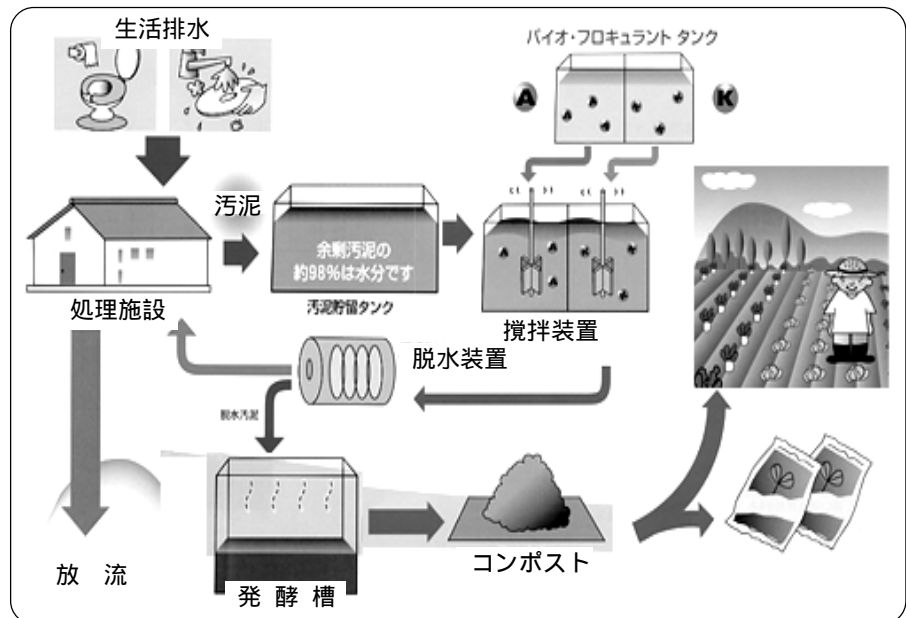 生活排水
バイオ・フロキュラント タンク
A
K
汚泥
余剰汚泥の
約98%は水分です
処理施設
汚泥貯留タンク
撹拌装置
脱水装置
脱水汚泥
コンポスト
放 流
発 酵 槽